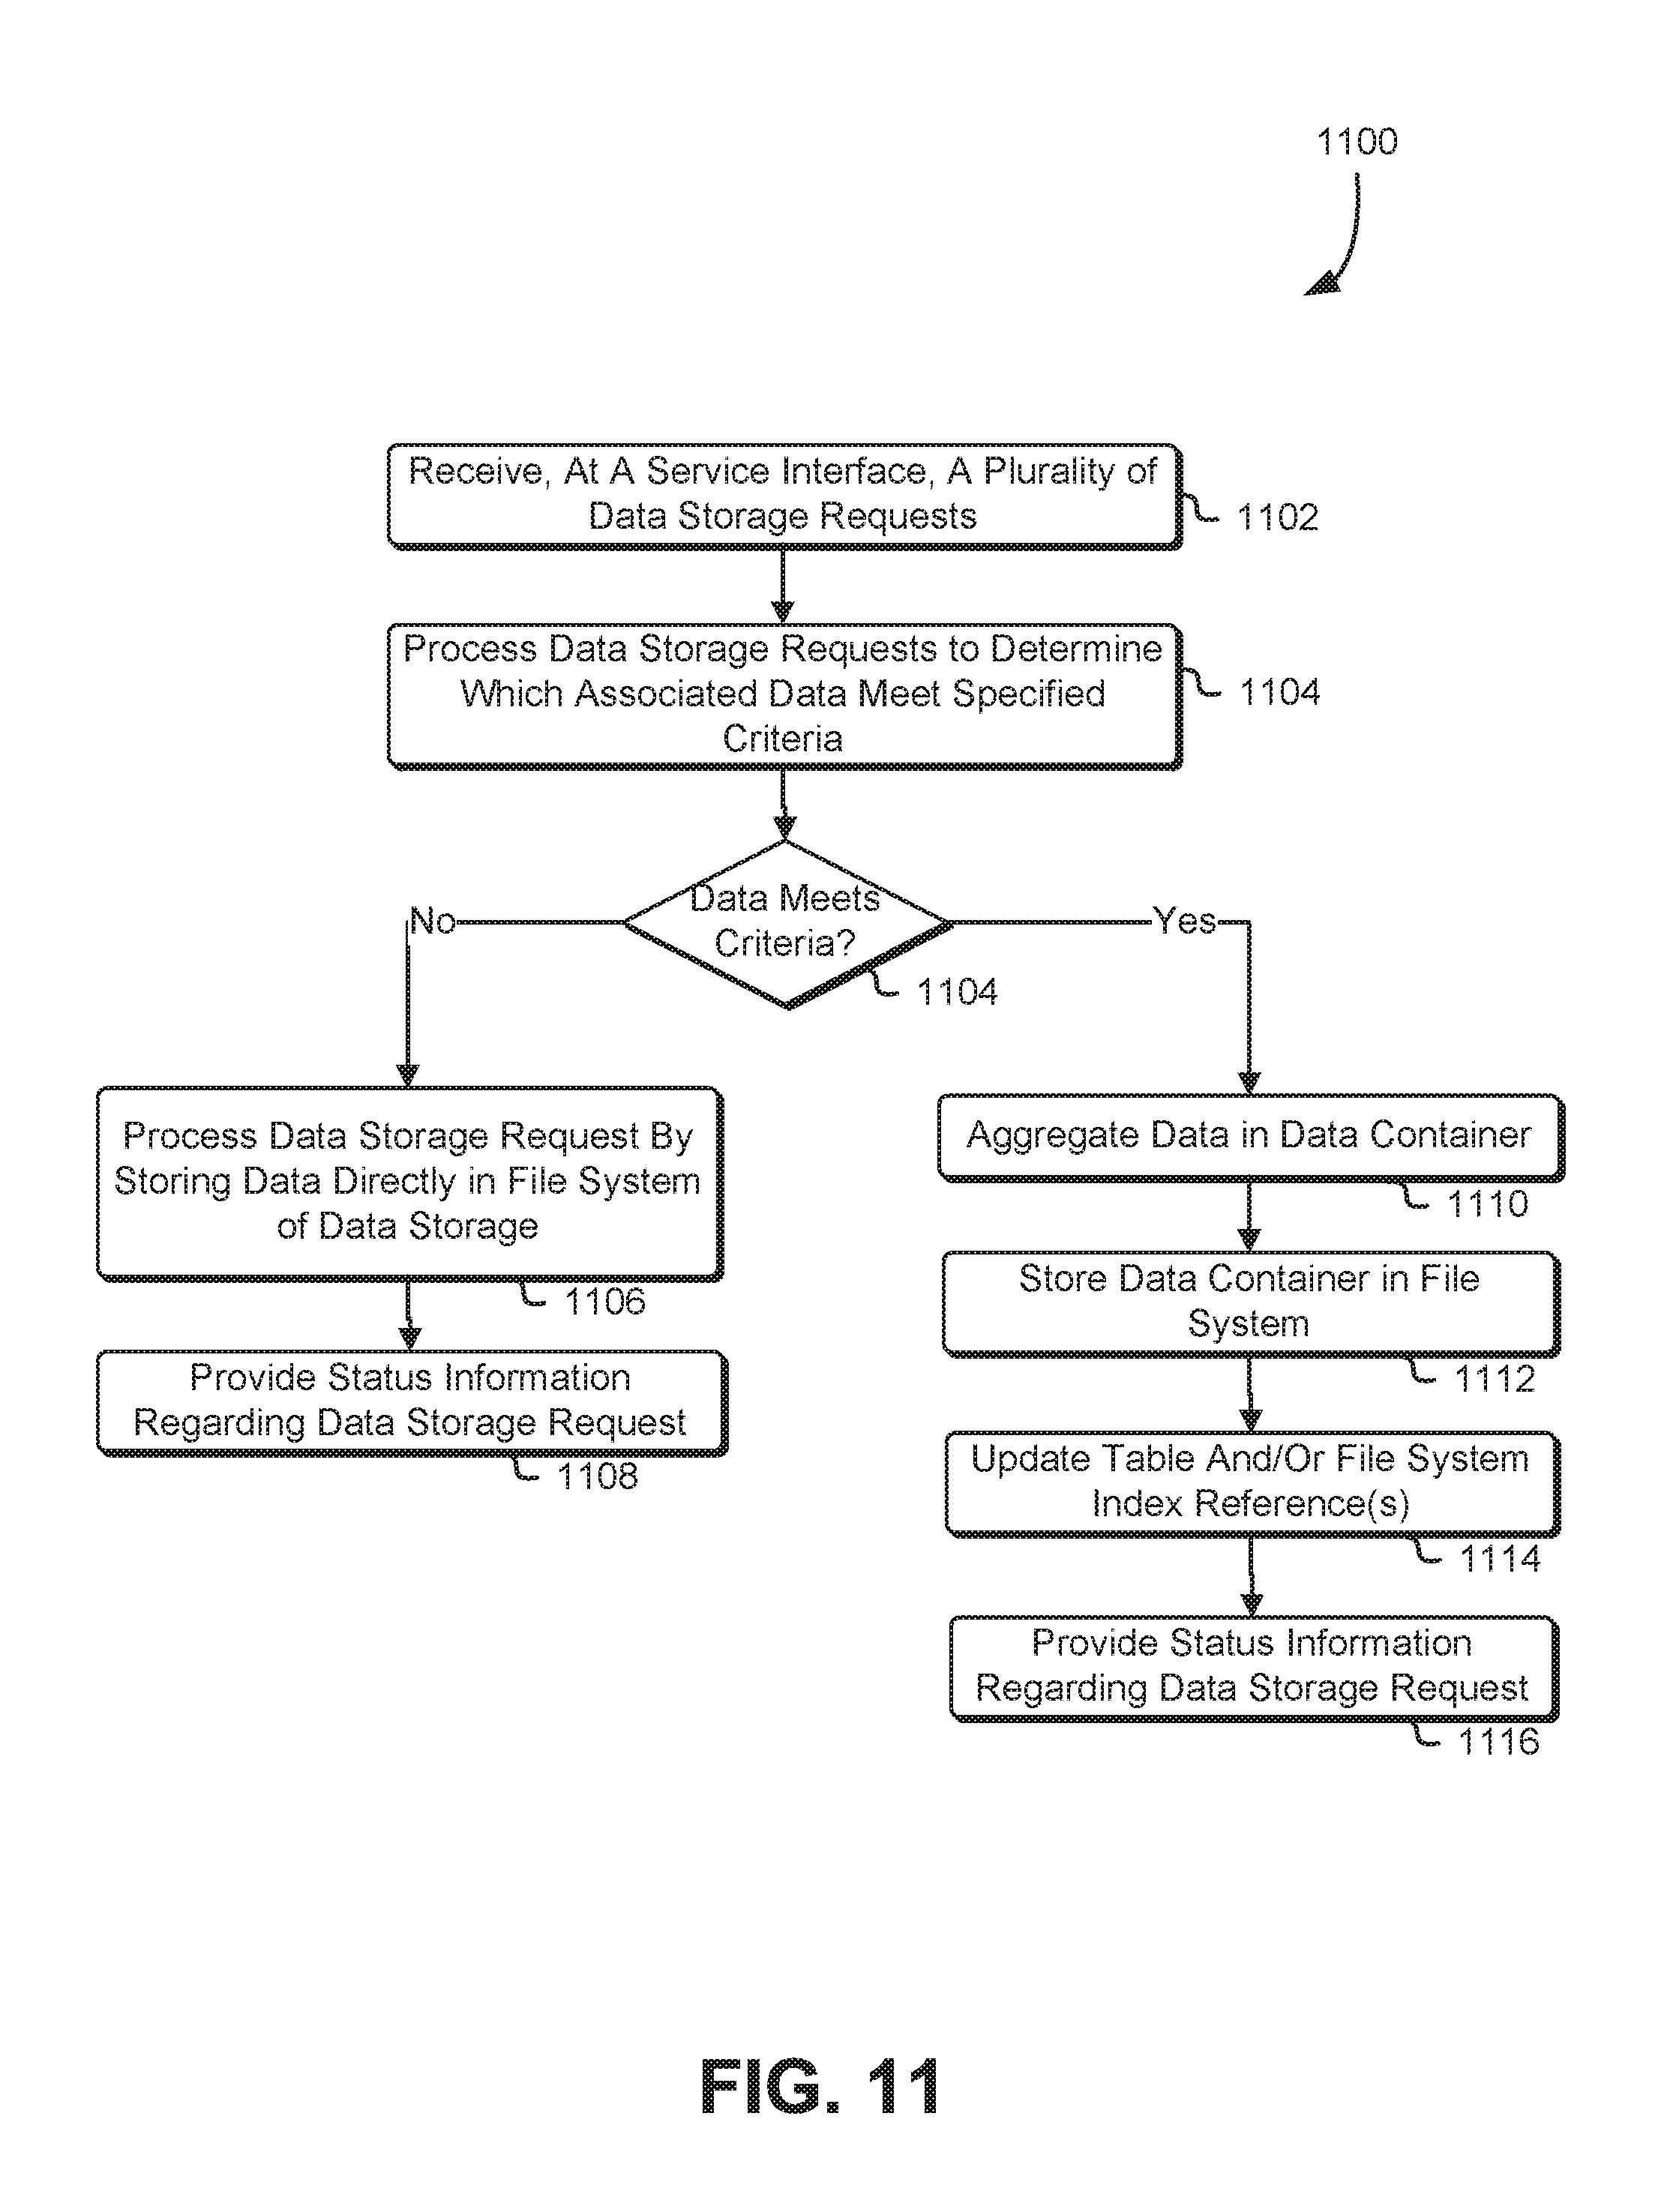 1100
Receive, At A Service Interface, A Plurality of
Data Storage Requests
1102
Process Data Storage Requests to Determine
Which Associated Data Meet Specified
Criteria
1104
Data Meets
Criteria?
1104
No
Yes
Process Data Storage Request By
Storing Data Directly in File System
of Data Storage
1106
Provide Status Information
Regarding Data Storage Request
1108
Aggregate Data in Data Container
1110
Store Data Container in File
System
1112
Update Table And/Or File System
Index Reference(s)
1114
Provide Status Information
Regarding Data Storage Request
1116
FIG. 11